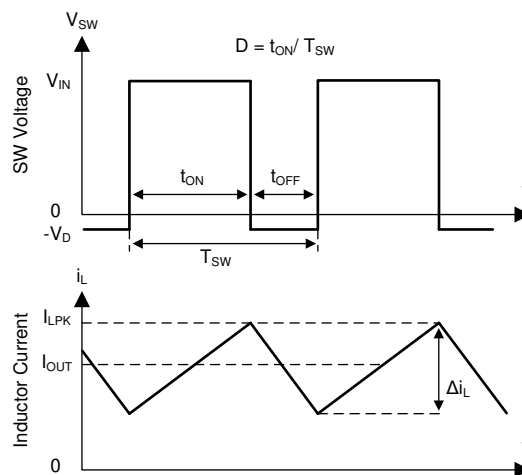 V_SW
D = t_ON/ T_SW
V_IN
SW Voltage
t_ON
t_OFF
0
-V_D
T_SW
i_L
I_LPK
I_OUT
Inductor Current
Δi_L
0